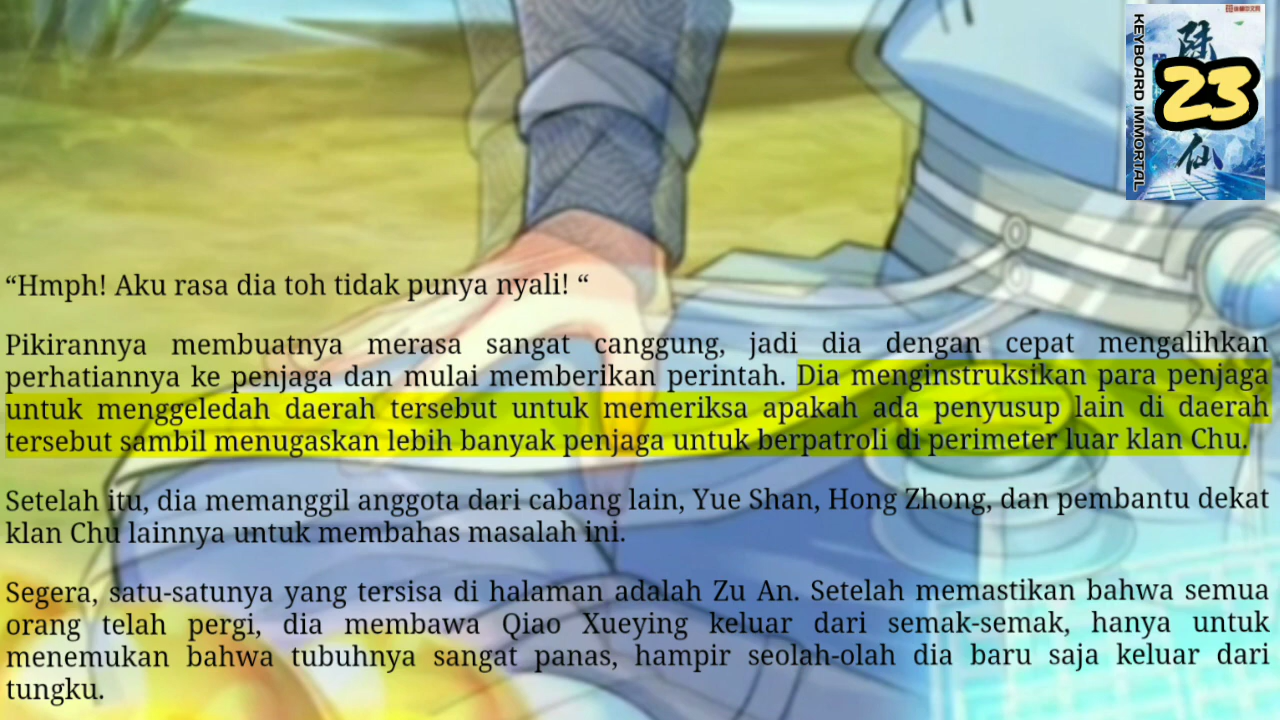 KEYBOARD IMMORTAL
陸
23
仙
“Hmph! Aku rasa dia toh tidak punya nyali! “
Pikirannya membuatnya merasa sangat canggung, jadi dia dengan cepat mengalihkan
perhatiannya ke penjaga dan mulai memberikan perintah. Dia menginstruksikan para penjaga
untuk menggeledah daerah tersebut untuk memeriksa apakah ada penyusup lain di daerah
tersebut sambil menugaskan lebih banyak penjaga untuk berpatroli di perimeter luar klan Chu.
Setelah itu, dia memanggil anggota dari cabang lain, Yue Shan, Hong Zhong, dan pembantu dekat
klan Chu lainnya untuk membahas masalah ini.
Segera, satu-satunya yang tersisa di halaman adalah Zu An. Setelah memastikan bahwa semua
orang telah pergi, dia membawa Qiao Xueying keluar dari semak-semak, hanya untuk
menemukan bahwa tubuhnya sangat panas, hampir seolah-olah dia baru saja keluar dari
tungku.